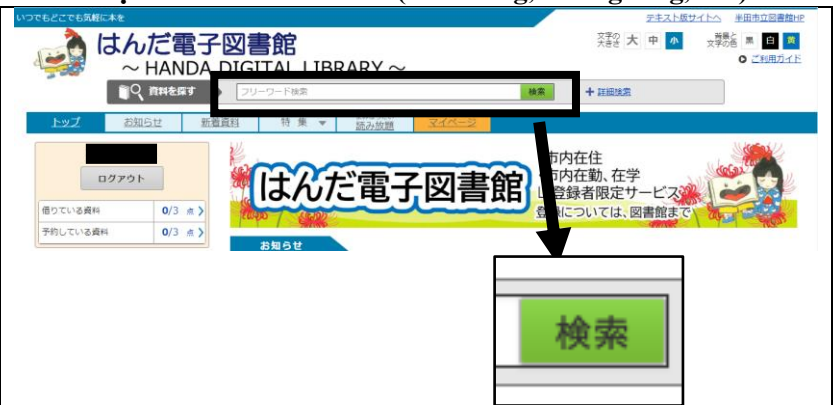 いつでもどこでも気軽に本を
テキスト版サイトへ 半田市立図書館HP
はんだ電子図書館
～ HANDA DIGITAL LIBRARY ～
文字の大きさ 大 中 小 背景と文字の色 黒 白 黄
ご利用ガイド
資料を探す フリーワード検索 検索 + 詳細検索
トップ お知らせ 新着資料 特集 ▼ 読み放題 マイページ
ログアウト
借りている資料 0/3 点
予約している資料 0/3 点
はんだ電子図書館
市内在住
市内在勤、在学
登録者限定サービス
登録については、図書館まで
お知らせ
検索